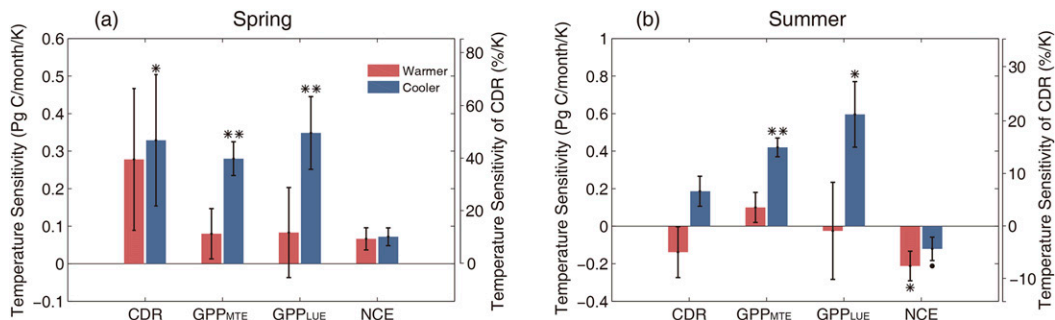 (a)
Spring
Temperature Sensitivity (Pg C/month/K)
0.6
0.5
0.4
0.3
0.2
0.1
0
−0.1
80
60
40
20
0
Temperature Sensitivity of CDR (%/K)
Warmer
Cooler
*
**
**
CDR
GPPMTE
GPPLUE
NCE
(b)
Summer
Temperature Sensitivity (Pg C/month/K)
1
0.8
0.6
0.4
0.2
0
−0.2
−0.4
30
20
10
0
−10
Temperature Sensitivity of CDR (%/K)
**
*
*
•
CDR
GPPMTE
GPPLUE
NCE